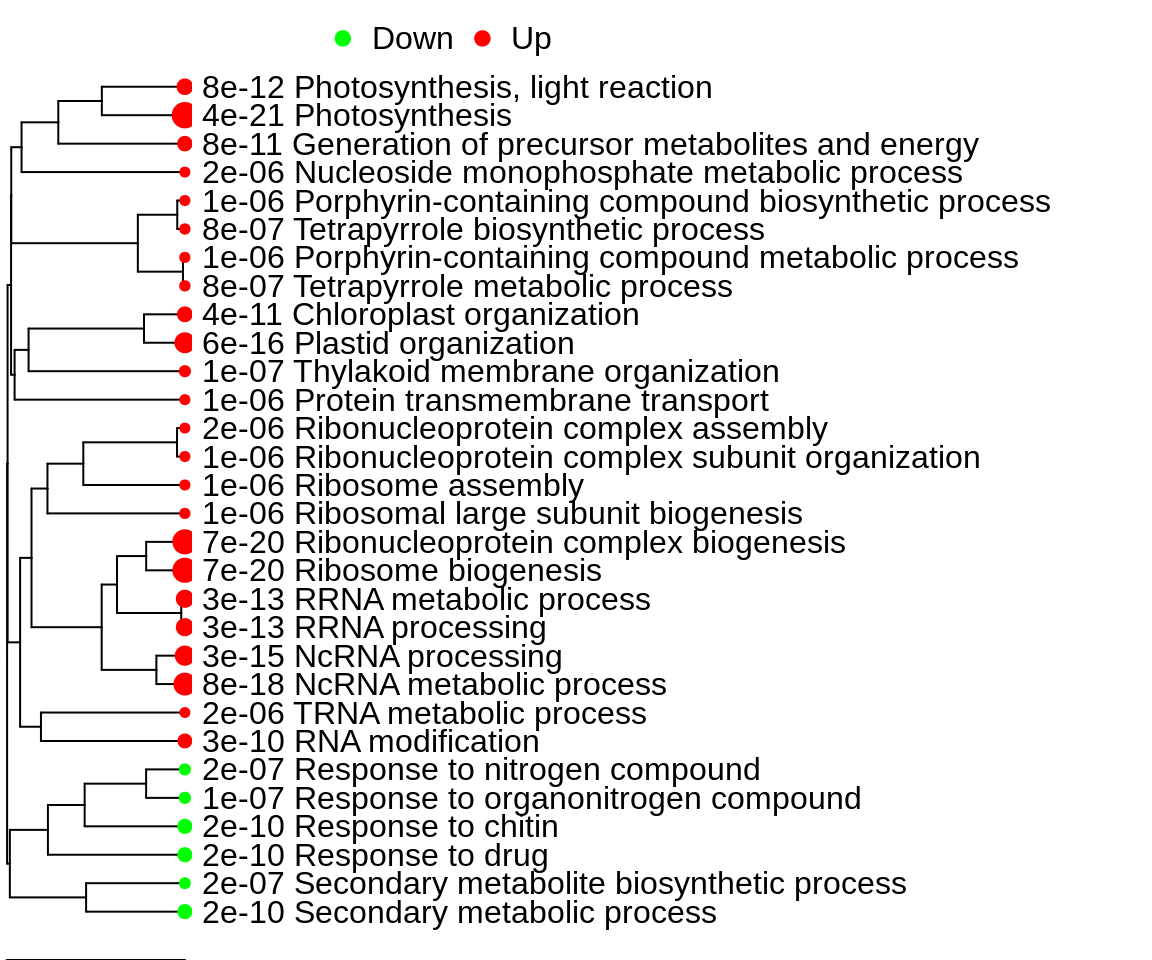 Down Up
8e-12 Photosynthesis, light reaction
4e-21 Photosynthesis
8e-11 Generation of precursor metabolites and energy
2e-06 Nucleoside monophosphate metabolic process
1e-06 Porphyrin-containing compound biosynthetic process
8e-07 Tetrapyrrole biosynthetic process
1e-06 Porphyrin-containing compound metabolic process
8e-07 Tetrapyrrole metabolic process
4e-11 Chloroplast organization
6e-16 Plastid organization
1e-07 Thylakoid membrane organization
1e-06 Protein transmembrane transport
2e-06 Ribonucleoprotein complex assembly
1e-06 Ribonucleoprotein complex subunit organization
1e-06 Ribosome assembly
1e-06 Ribosomal large subunit biogenesis
7e-20 Ribonucleoprotein complex biogenesis
7e-20 Ribosome biogenesis
3e-13 RRNA metabolic process
3e-13 RRNA processing
3e-15 NcRNA processing
8e-18 NcRNA metabolic process
2e-06 TRNA metabolic process
3e-10 RNA modification
2e-07 Response to nitrogen compound
1e-07 Response to organonitrogen compound
2e-10 Response to chitin
2e-10 Response to drug
2e-07 Secondary metabolite biosynthetic process
2e-10 Secondary metabolic process